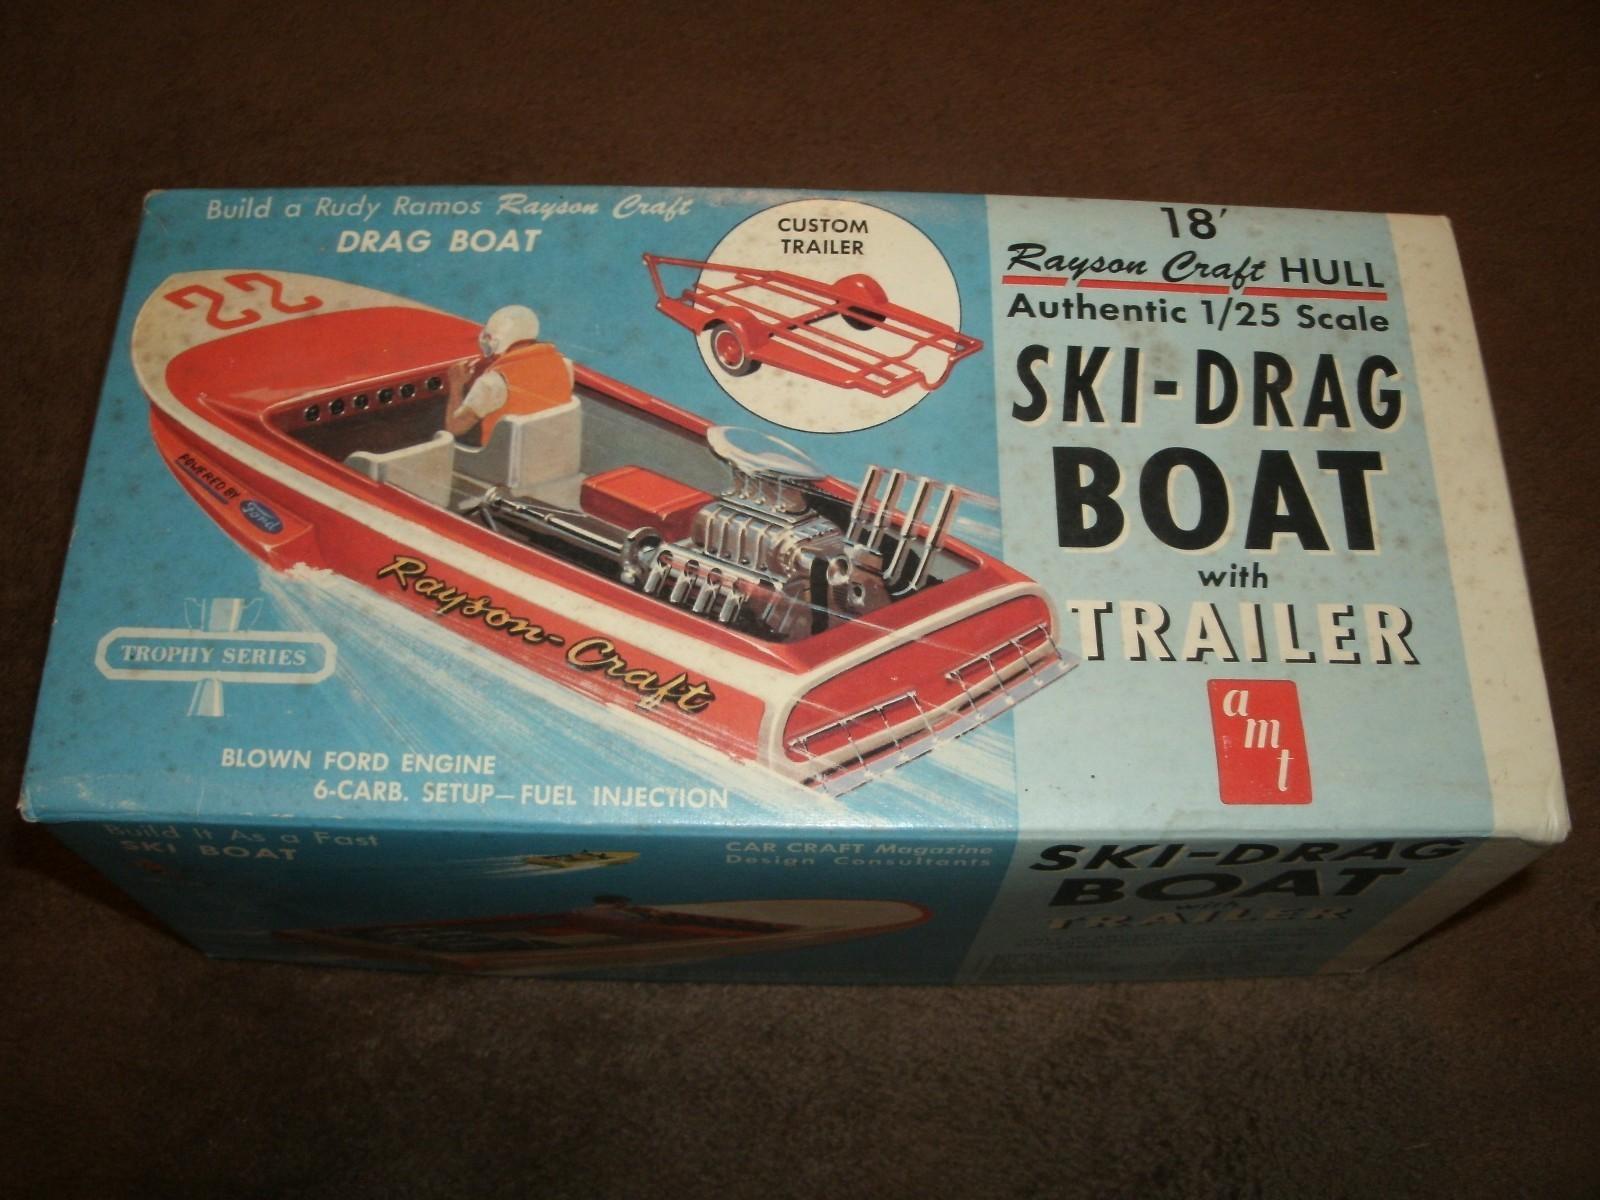 Build a Rudy Ramos Rayson Craft
DRAG BOAT
CUSTOM
TRAILER
22
POWERED BY Ford
Rayson-Craft
TROPHY SERIES
BLOWN FORD ENGINE
6-CARB. SETUP—FUEL INJECTION
18'
Rayson Craft HULL
Authentic 1/25 Scale
SKI-DRAG
BOAT
with
TRAILER
amt
Build It As a Fast
SKI BOAT
CAR CRAFT Magazine
Design Consultants
SKI-DRAG
BOAT
with
TRAILER